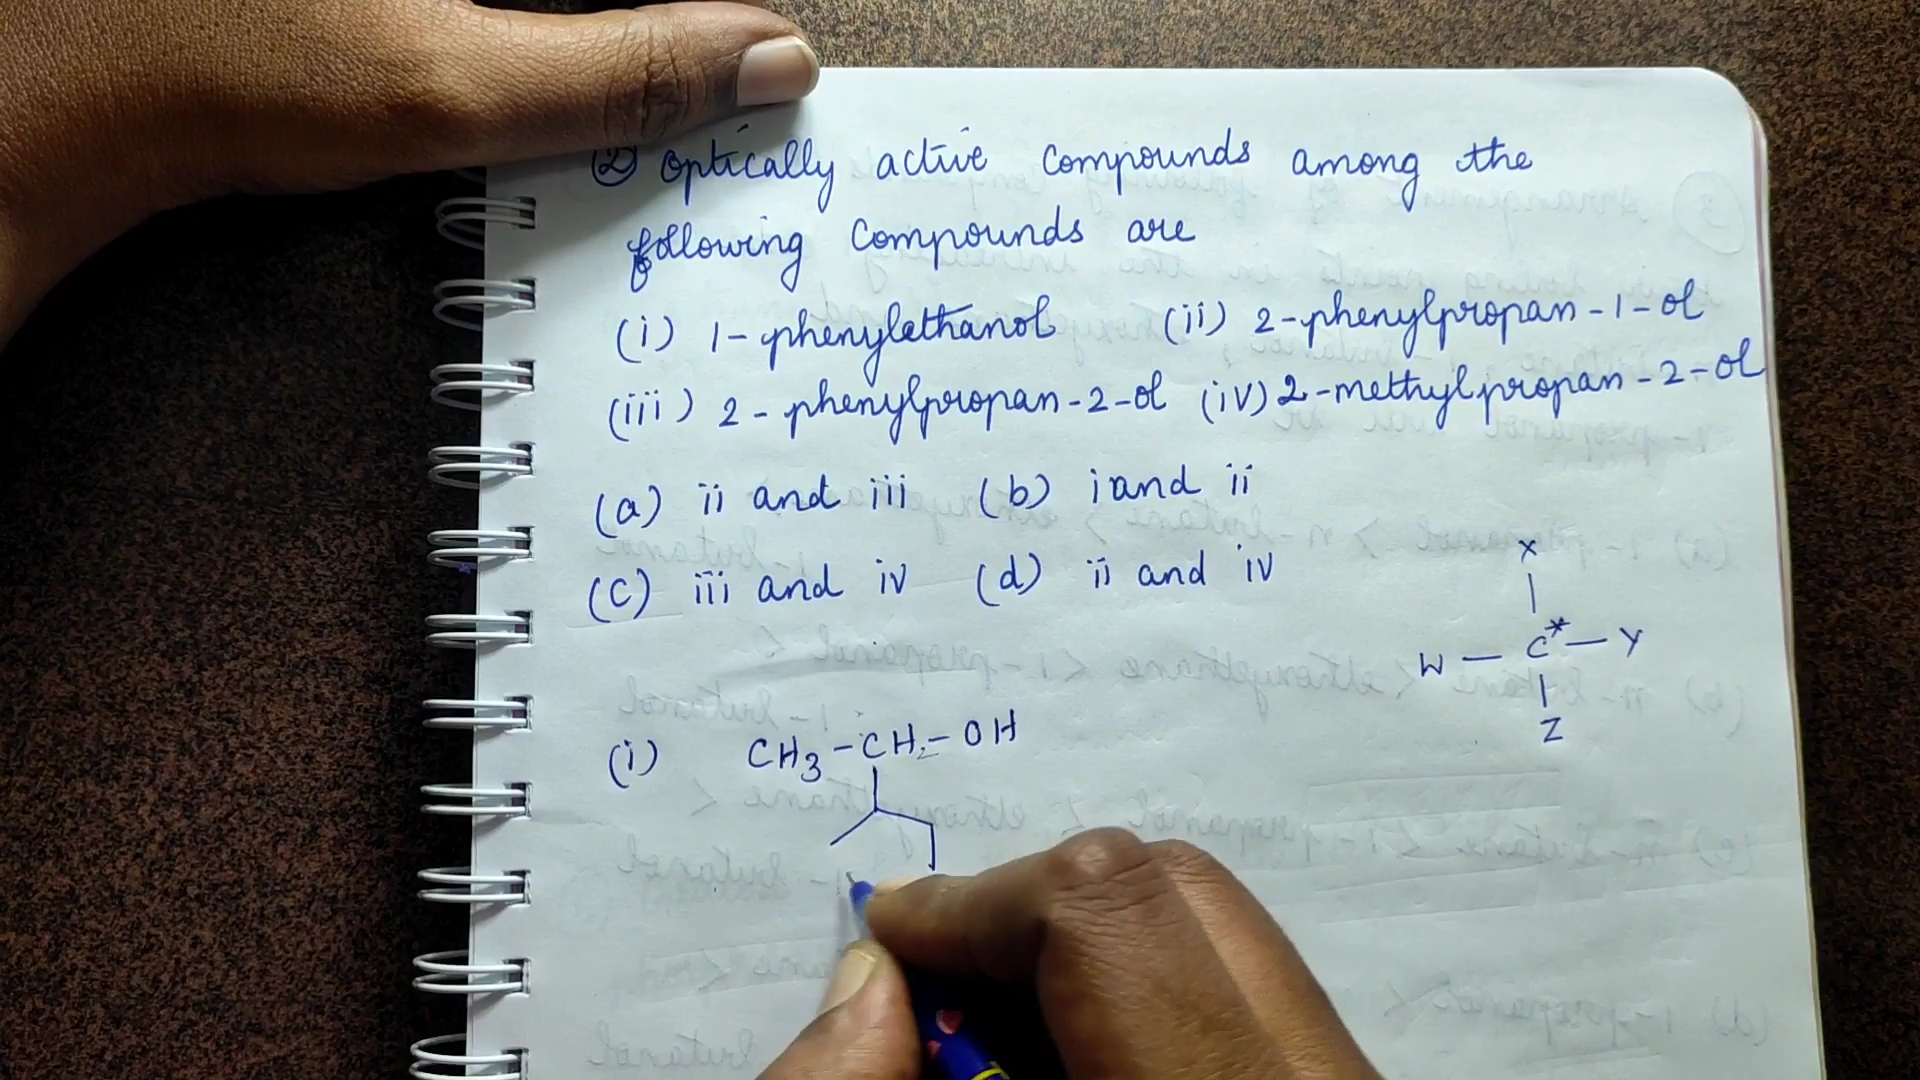 ② Optically active compounds among the
following compounds are
(i) 1-phenylethanol (ii) 2-phenylpropan-1-ol
(iii) 2-phenylpropan-2-ol (iv) 2-methylpropan-2-ol
(a) ii and iii (b) i and ii
(c) iii and iv (d) ii and iv
X
W - C* - Y
Z
(i) CH3 - CH2 - OH